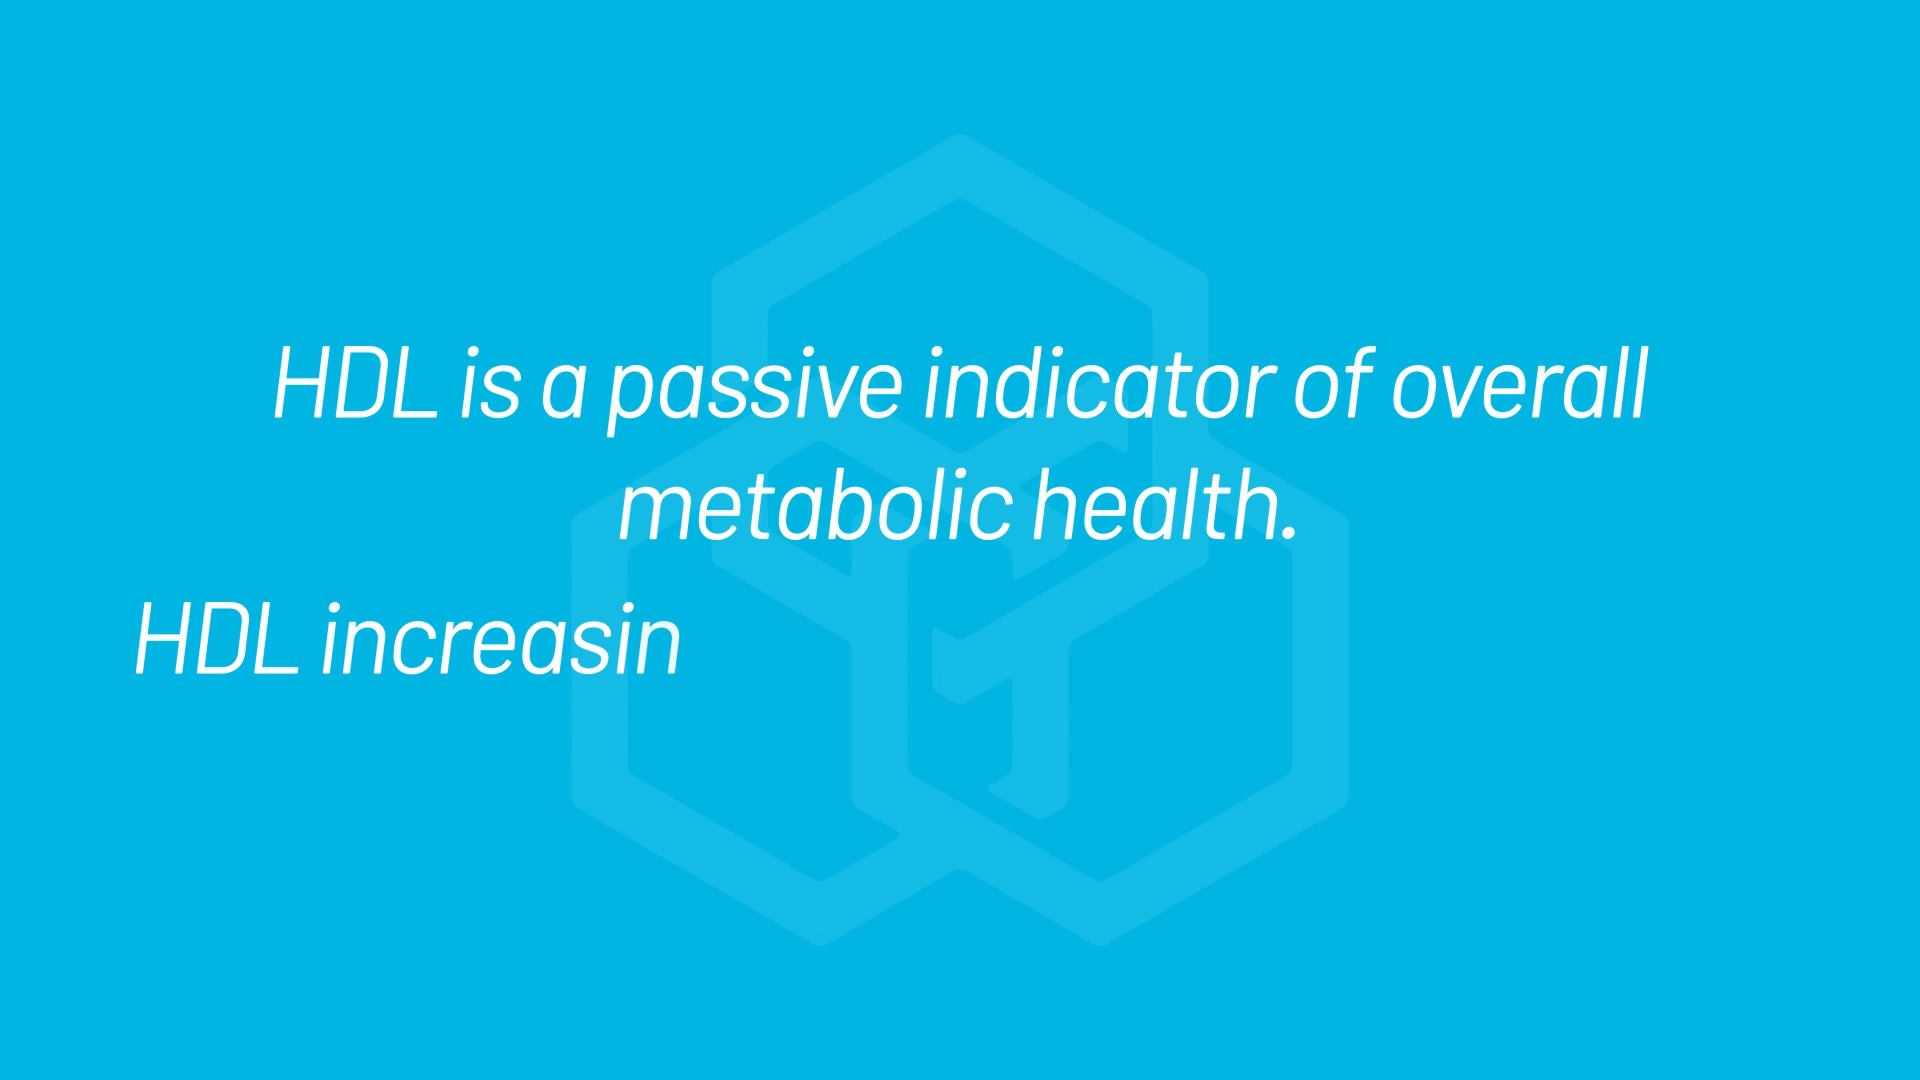 HDL is a passive indicator of overall
metabolic health.
HDL increasin